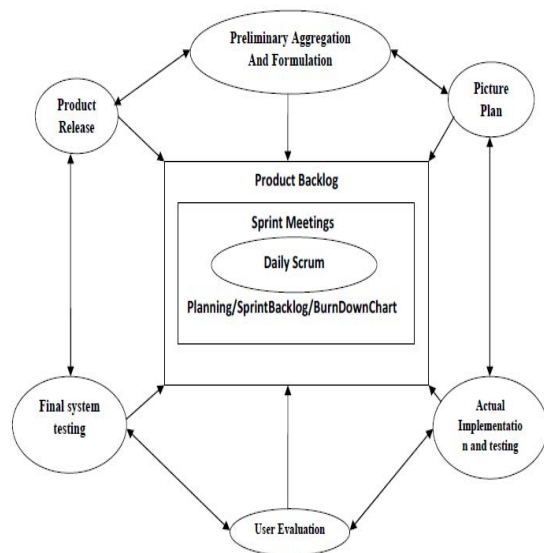 Preliminary Aggregation
And Formulation
Product
Release
Picture
Plan
Product Backlog
Sprint Meetings
Daily Scrum
Planning/SprintBacklog/BurnDownChart
Final system
testing
Actual
Implementatio
n and testing
User Evaluation